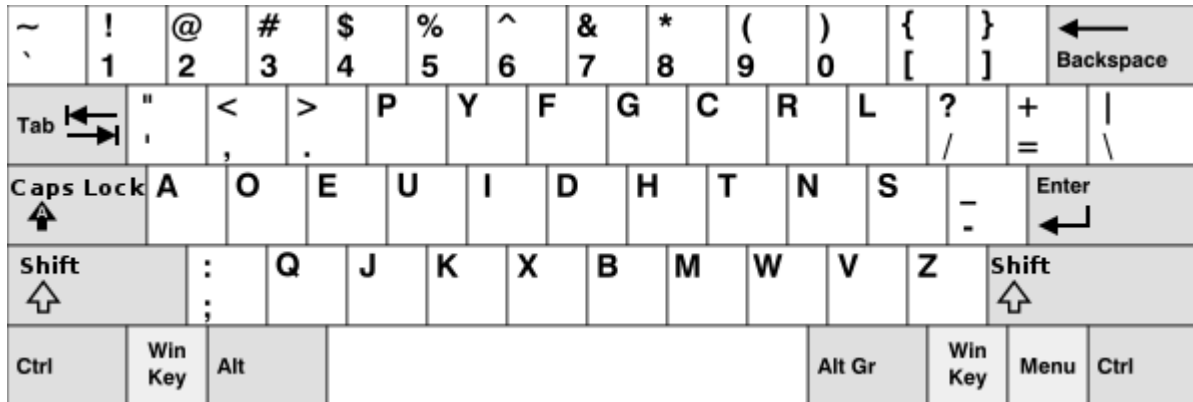 ~ ! @ # $ % ^ & * ( ) { }
` 1 2 3 4 5 6 7 8 9 0 [ ] Backspace
Tab " < > P Y F G C R L ? + |
' , . / = \
Caps Lock A O E U I D H T N S _ Enter
A -
Shift : Q J K X B M W V Z Shift
;
Ctrl Win Key Alt Alt Gr Win Key Menu Ctrl